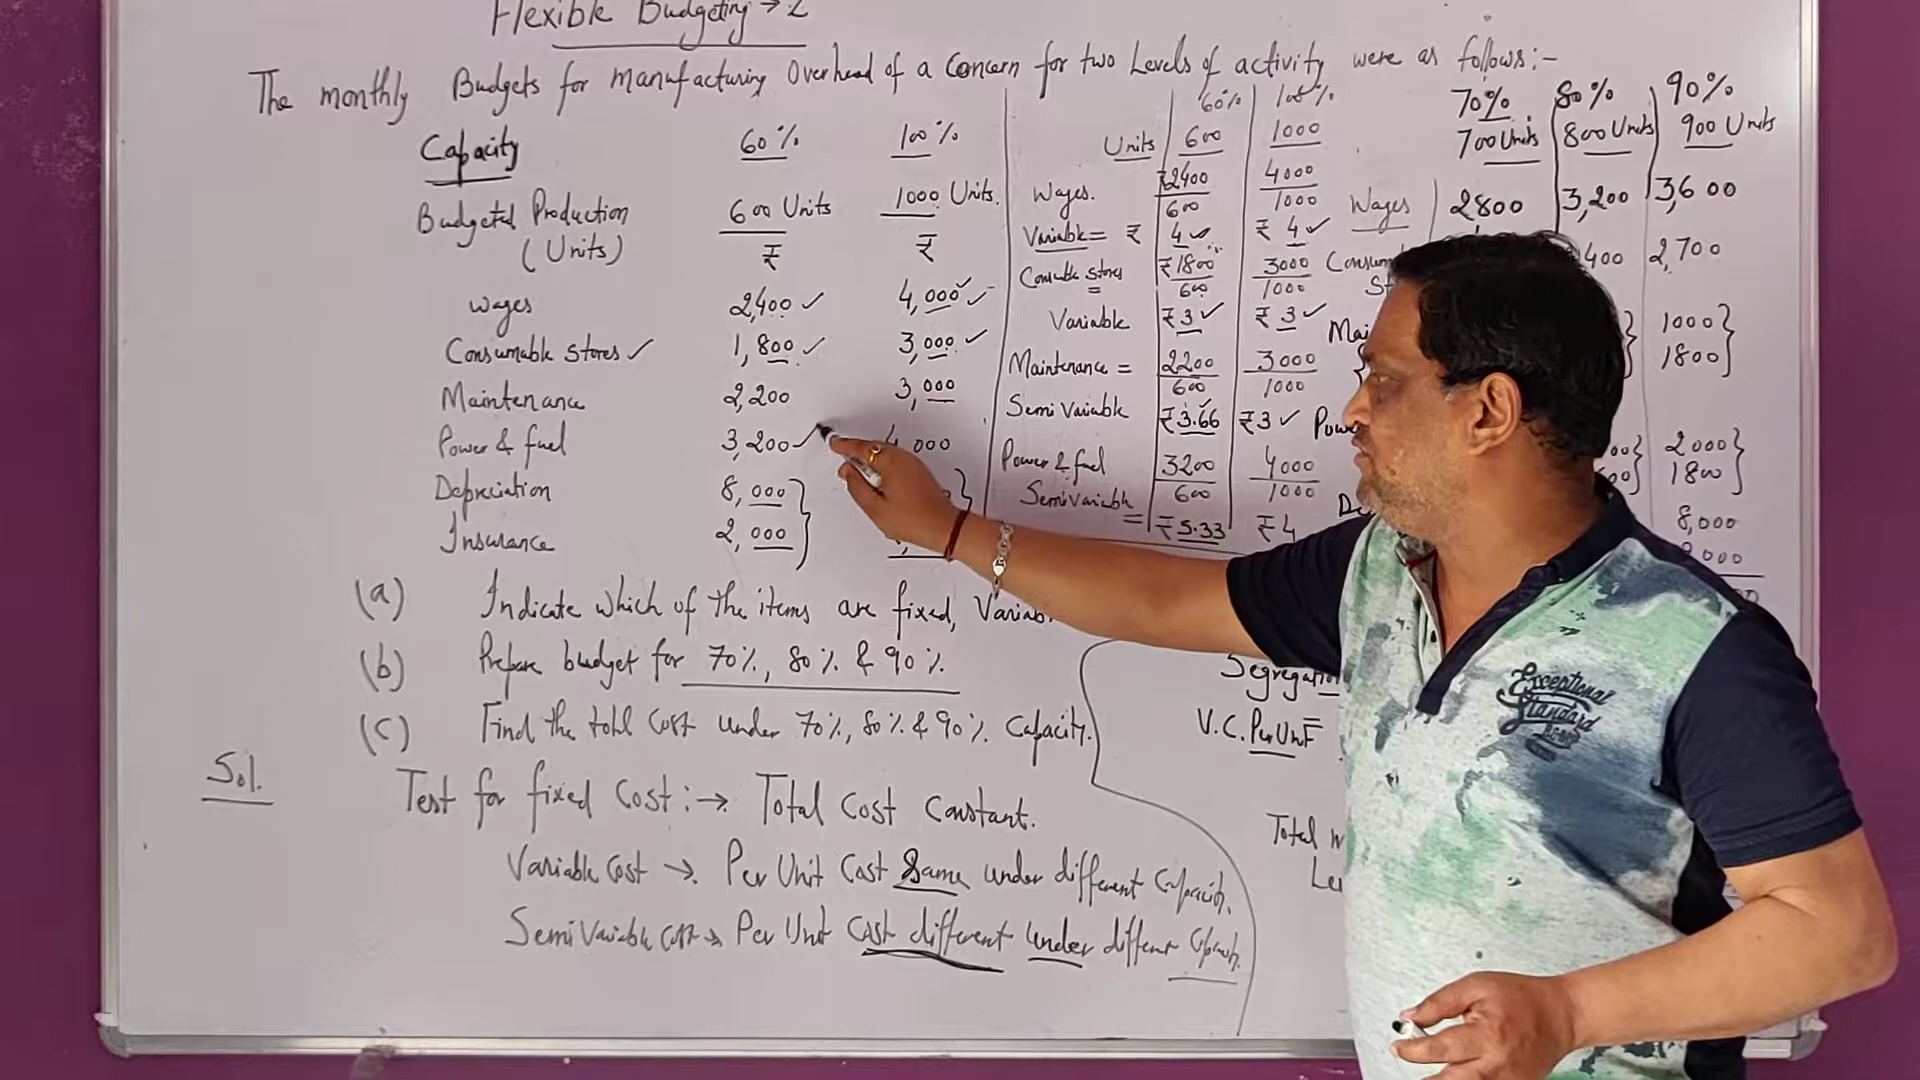 Flexible Budgeting → 2
The monthly Budgets for manufacturing Overhead of a Concern for two Levels of activity were as follows:-
Capacity 60% 100%
Budgeted Production 600 Units 1000 Units.
(Units) ₹ ₹
Wages 2,400 ✓ 4,000 ✓
Consumable Stores ✓ 1,800 ✓ 3,000 ✓
Maintenance 2,200 3,000
Power & fuel 3,200 ✓ 4,000
Depreciation 8,000
Insurance 2,000
(a) Indicate which of the items are fixed,
(b) Prepare budget for 70%, 80% & 90%.
(c) Find the total cost under 70%, 80% & 90% Capacity.
Sol. Test for fixed Cost :→ Total Cost Constant.
Variable Cost → Per Unit Cost Same under different Capacity.
Semi Variable Cost → Per Unit Cost different under different Capacity.
60% 100%
Units 600 1000
Wages. ₹2400 4000
600 1000
Variable = ₹ 4 ✓ ₹ 4 ✓
Consumable stores ₹1800 3000
= 600 1000
Variable ₹3 ✓ ₹3 ✓
Maintenance = 2200 3000
600 1000
Semi Variable ₹3.66 ₹3 ✓
Power & fuel 3200 4000
600 1000
Semi Variable = ₹5.33 ₹4
70% 80% 90%
700 Units 800 Units 900 Units
Wages 2800 3,200 3,600
400 2,700
1000
1800
2000
1800
8,000
000
V.C. Per Unit =
Total
Exceptional
Standard